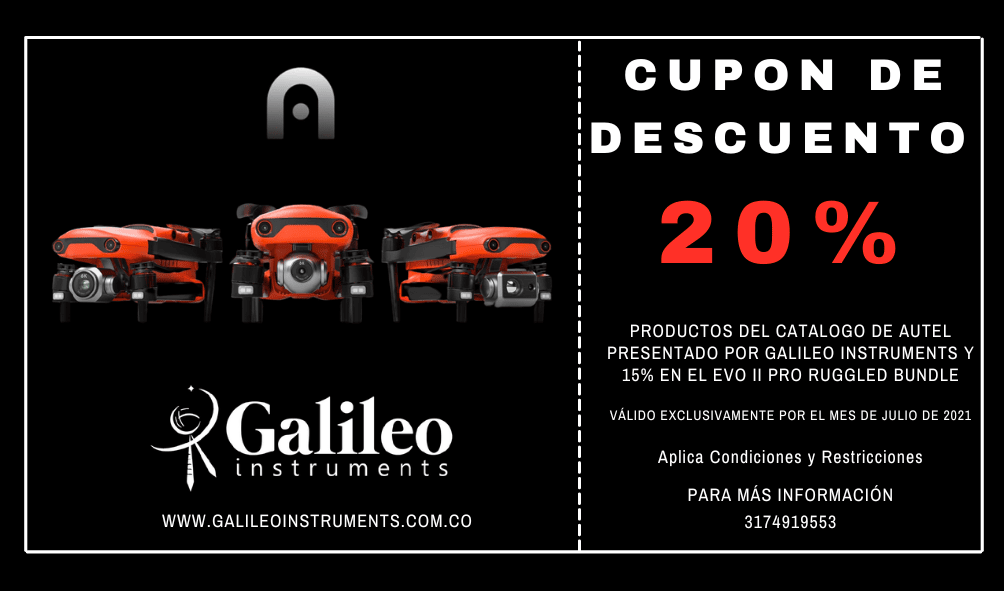 Galileo
instruments
WWW.GALILEOINSTRUMENTS.COM.CO
CUPON DE
DESCUENTO
20%
PRODUCTOS DEL CATALOGO DE AUTEL
PRESENTADO POR GALILEO INSTRUMENTS Y
15% EN EL EVO II PRO RUGGLED BUNDLE
VÁLIDO EXCLUSIVAMENTE POR EL MES DE JULIO DE 2021
Aplica Condiciones y Restricciones
PARA MÁS INFORMACIÓN
3174919553